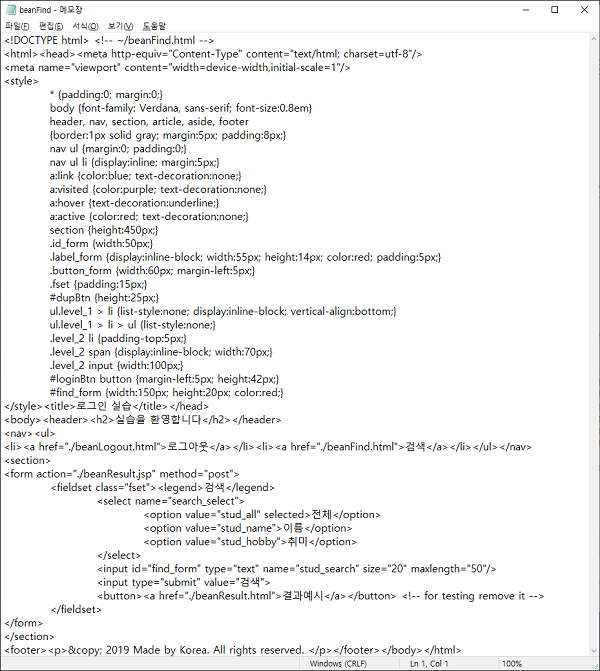 beanFind - 메모장
파일(F) 편집(E) 서식(O) 보기(V) 도움말
<!DOCTYPE html> <!-- ~/beanFind.html -->
<html><head><meta http-equiv="Content-Type" content="text/html; charset=utf-8"/>
<meta name="viewport" content="width=device-width,initial-scale=1"/>
<style>
* {padding:0; margin:0;}
body {font-family: Verdana, sans-serif; font-size:0.8em}
header, nav, section, article, aside, footer
{border:1px solid gray; margin:5px; padding:8px;}
nav ul {margin:0; padding:0;}
nav ul li {display:inline; margin:5px;}
a:link {color:blue; text-decoration:none;}
a:visited {color:purple; text-decoration:none;}
a:hover {text-decoration:underline;}
a:active {color:red; text-decoration:none;}
section {height:450px;}
.id_form {width:50px;}
.label_form {display:inline-block; width:55px; height:14px; color:red; padding:5px;}
.button_form {width:60px; margin-left:5px;}
.fset {padding:15px;}
#dupBtn {height:25px;}
ul.level_1 > li {list-style:none; display:inline-block; vertical-align:bottom;}
ul.level_1 > li > ul {list-style:none;}
.level_2 li {padding-top:5px;}
.level_2 span {display:inline-block; width:70px;}
.level_2 input {width:100px;}
#loginBtn button {margin-left:5px; height:42px;}
#find_form {width:150px; height:20px; color:red;}
</style><title>로그인 실습</title></head>
<body><header><h2>실습을 환영합니다</h2></header>
<nav><ul>
<li><a href="./beanLogout.html">로그아웃</a></li><li><a href="./beanFind.html">검색</a></li></ul></nav>
<section>
<form action="./beanResult.jsp" method="post">
<fieldset class="fset"><legend>검색</legend>
<select name="search_select">
<option value="stud_all" selected>전체</option>
<option value="stud_name">이름</option>
<option value="stud_hobby">취미</option>
</select>
<input id="find_form" type="text" name="stud_search" size="20" maxlength="50"/>
<input type="submit" value="검색">
<button><a href="./beanResult.html">결과예시</a></button> <!-- for testing remove it -->
</fieldset>
</form>
</section>
<footer><p>&copy; 2019 Made by Korea. All rights reserved. </p></footer></body></html>
Windows (CRLF) Ln 1, Col 1 100%